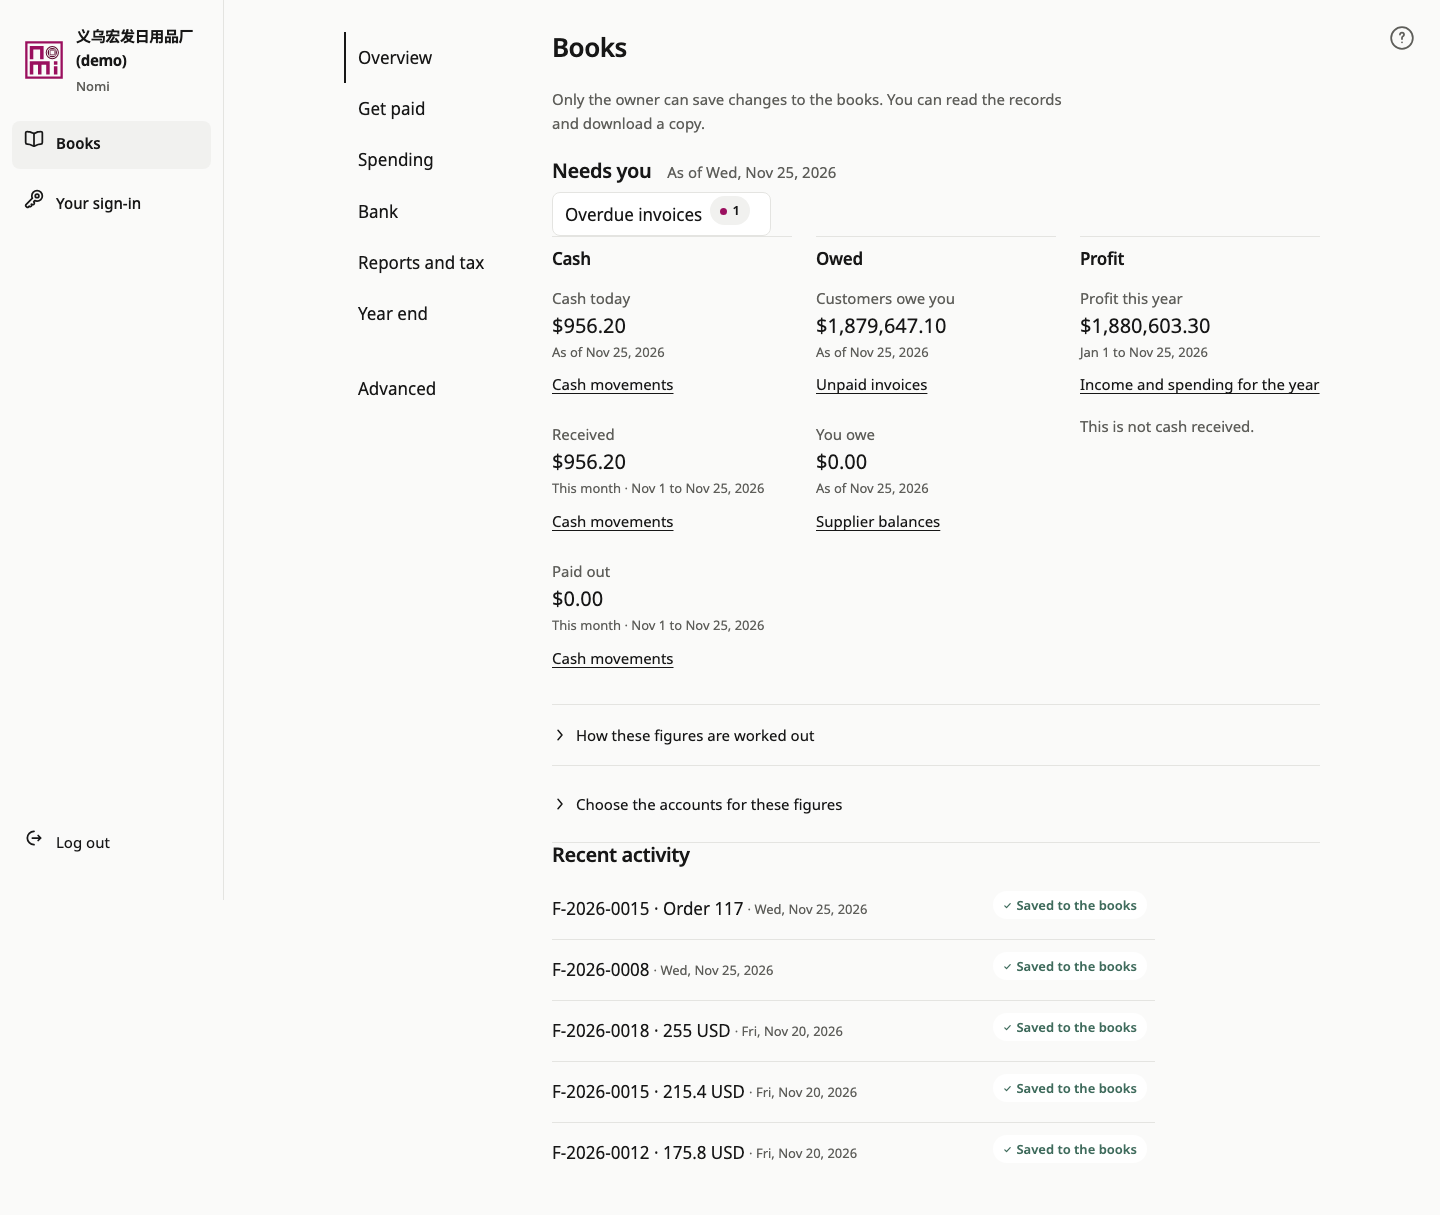 义乌宏发日用品厂
(demo)
Nomi
Books
Your sign-in
Log out
Overview
Get paid
Spending
Bank
Reports and tax
Year end
Advanced
Books
Only the owner can save changes to the books. You can read the records
and download a copy.
Needs you As of Wed, Nov 25, 2026
Overdue invoices 1
Cash
Cash today
$956.20
As of Nov 25, 2026
Cash movements
Received
$956.20
This month · Nov 1 to Nov 25, 2026
Cash movements
Paid out
$0.00
This month · Nov 1 to Nov 25, 2026
Cash movements
Owed
Customers owe you
$1,879,647.10
As of Nov 25, 2026
Unpaid invoices
You owe
$0.00
As of Nov 25, 2026
Supplier balances
Profit
Profit this year
$1,880,603.30
Jan 1 to Nov 25, 2026
Income and spending for the year
This is not cash received.
How these figures are worked out
Choose the accounts for these figures
Recent activity
F-2026-0015 · Order 117 · Wed, Nov 25, 2026 ✓ Saved to the books
F-2026-0008 · Wed, Nov 25, 2026 ✓ Saved to the books
F-2026-0018 · 255 USD · Fri, Nov 20, 2026 ✓ Saved to the books
F-2026-0015 · 215.4 USD · Fri, Nov 20, 2026 ✓ Saved to the books
F-2026-0012 · 175.8 USD · Fri, Nov 20, 2026 ✓ Saved to the books